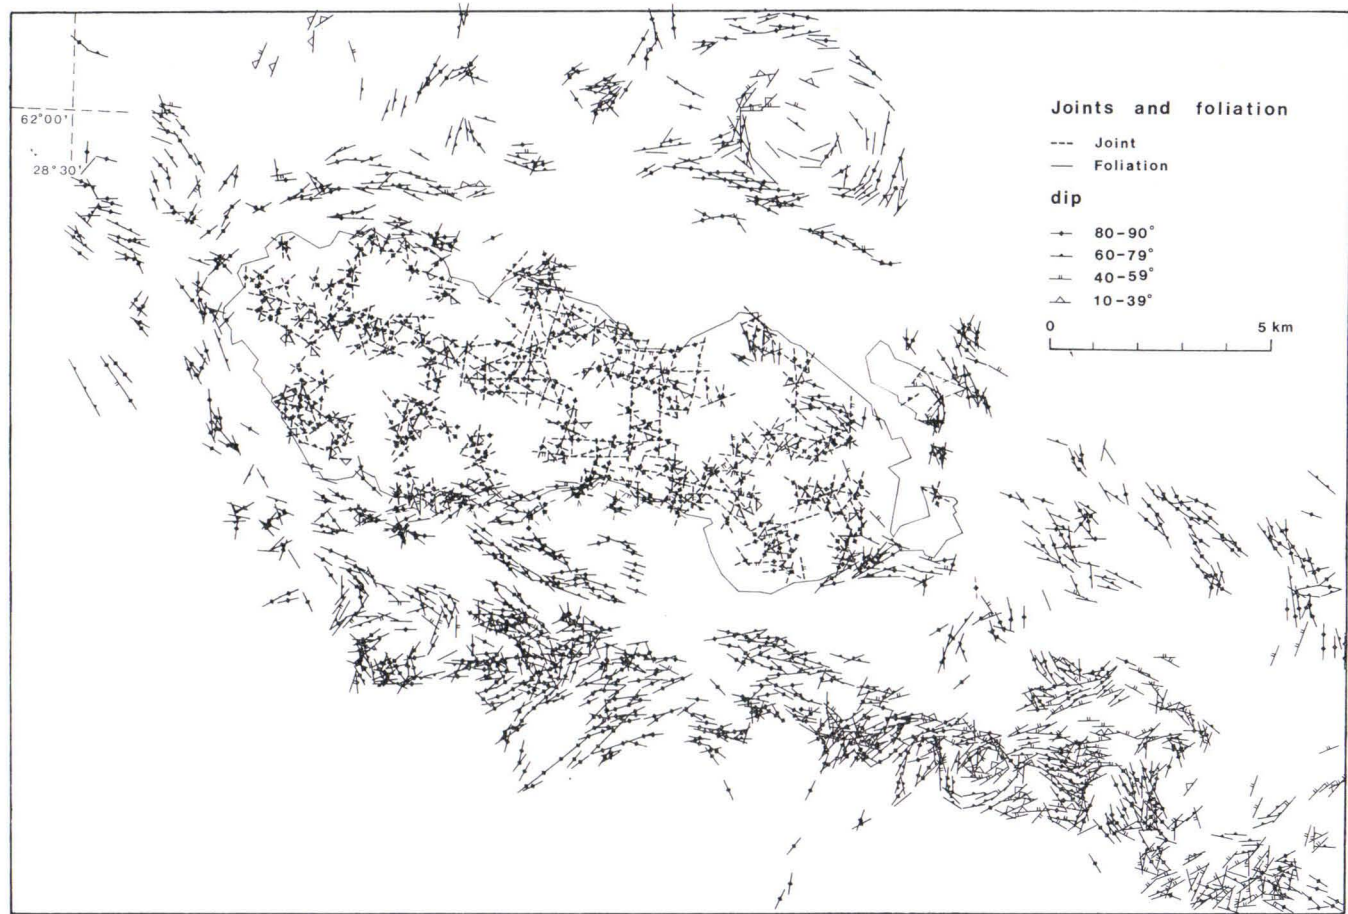 62°00'
28°30'
Joints and foliation
Joint
Foliation
dip
80-90°
60-79°
40-59°
10-39°
0 5 km